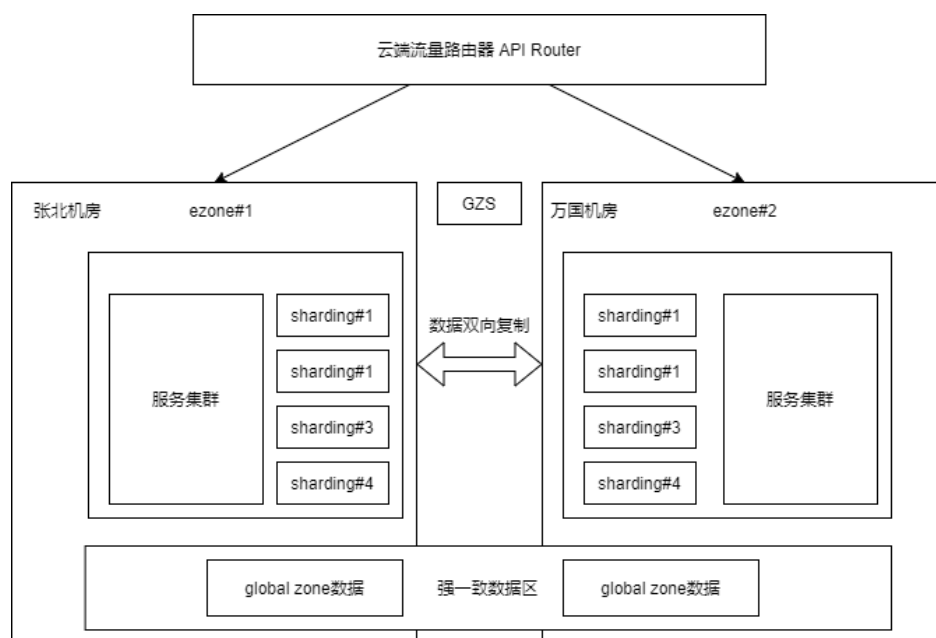 云端流量路由器 API Router
张北机房
ezone#1
GZS
万国机房
ezone#2
服务集群
sharding#1
sharding#1
sharding#3
sharding#4
数据双向复制
sharding#1
sharding#1
sharding#3
sharding#4
服务集群
global zone数据
强一致数据区
global zone数据